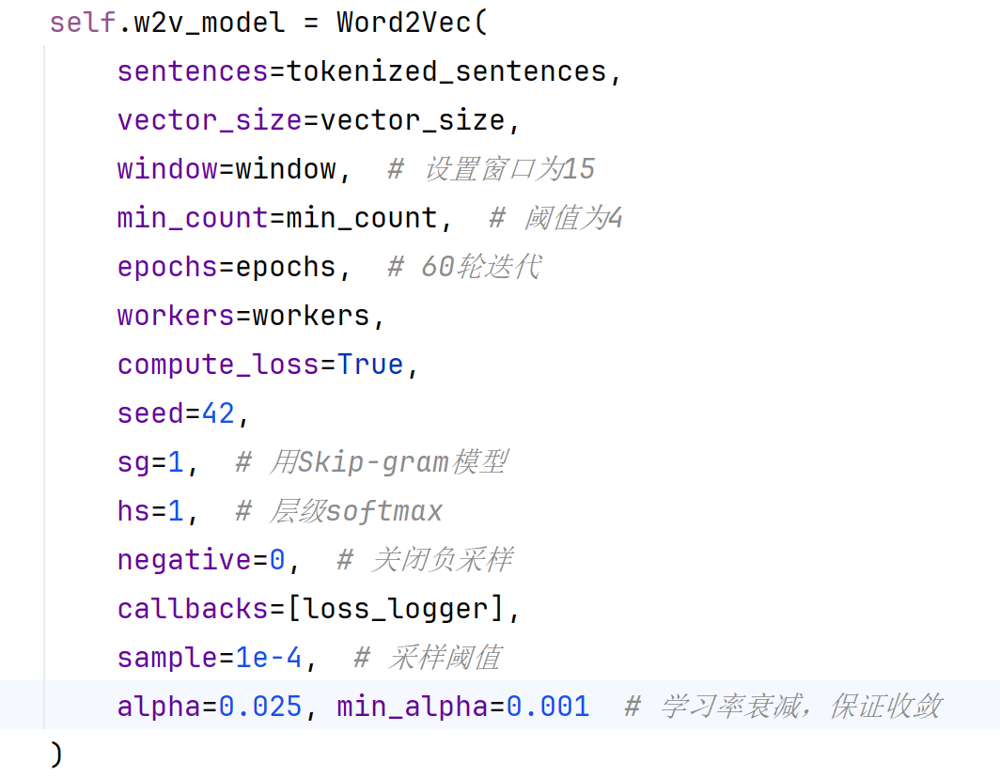 self.w2v_model = Word2Vec(
sentences=tokenized_sentences,
vector_size=vector_size,
window=window,  # 设置窗口为15
min_count=min_count,  # 阈值为4
epochs=epochs,  # 60轮迭代
workers=workers,
compute_loss=True,
seed=42,
sg=1,  # 用Skip-gram模型
hs=1,  # 层级softmax
negative=0,  # 关闭负采样
callbacks=[loss_logger],
sample=1e-4,  # 采样阈值
alpha=0.025, min_alpha=0.001  # 学习率衰减，保证收敛
)